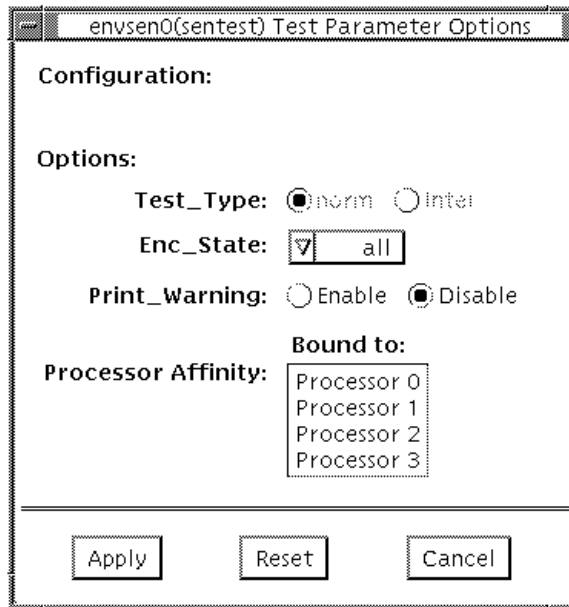 envsen0(sentest) Test Parameter Options
Configuration:
Options:
Test_Type: norm inter
Enc_State: all
Print_Warning: Enable Disable
Bound to:
Processor Affinity:
Processor 0
Processor 1
Processor 2
Processor 3
Apply Reset Cancel